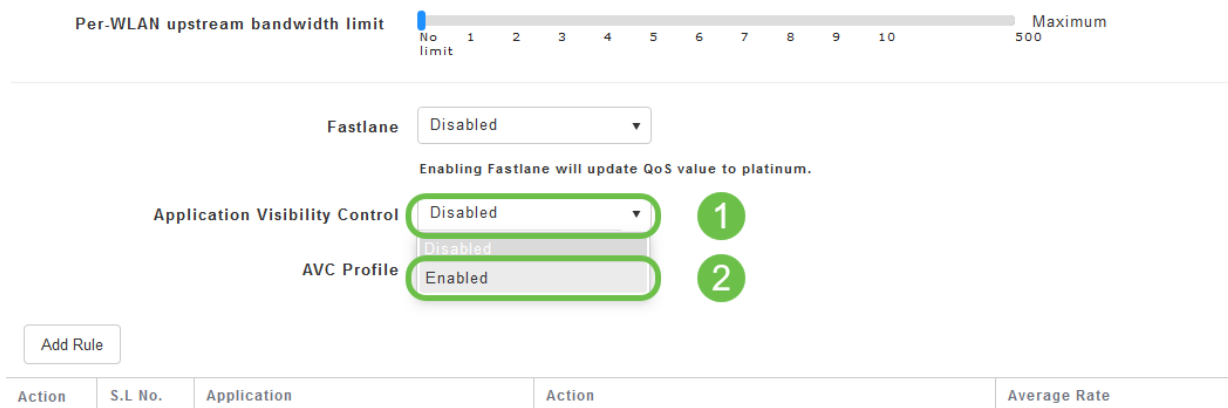 Per-WLAN upstream bandwidth limit
Maximum
No limit 1 2 3 4 5 6 7 8 9 10 500
Fastlane Disabled
Enabling Fastlane will update QoS value to platinum.
Application Visibility Control Disabled 1
Disabled
AVC Profile Enabled 2
Add Rule
Action S.L No. Application Action Average Rate